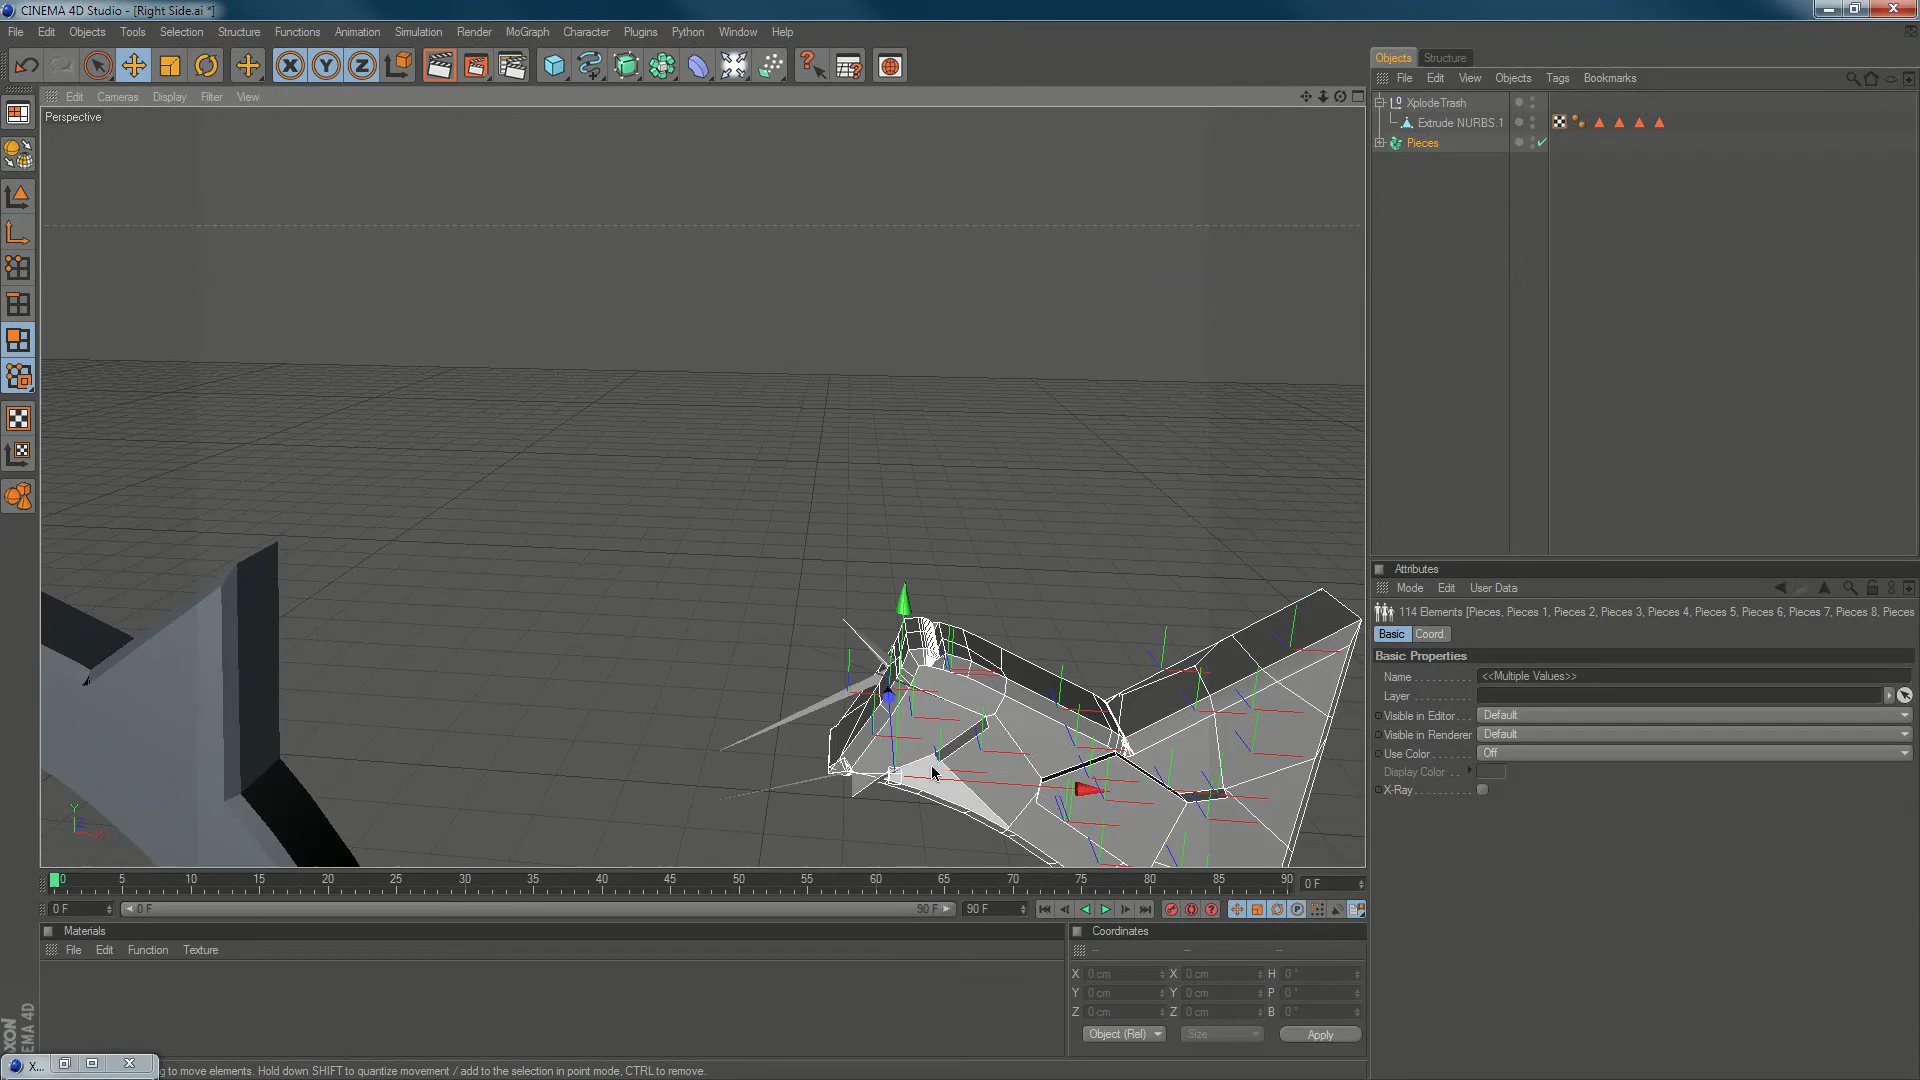 CINEMA 4D Studio - [Right Side.ai *]
File Edit Objects Tools Selection Structure Functions Animation Simulation Render MoGraph Character Plugins Python Window Help
Edit Cameras Display Filter View
Perspective
Objects Structure
File Edit View Objects Tags Bookmarks
XplodeTrash
Extrude NURBS.1
Pieces
Attributes
Mode Edit User Data
114 Elements [Pieces, Pieces 1, Pieces 2, Pieces 3, Pieces 4, Pieces 5, Pieces 6, Pieces 7, Pieces 8, Pieces
Basic Coord.
Basic Properties
Name <<Multiple Values>>
Layer
Visible in Editor Default
Visible in Renderer Default
Use Color Off
Display Color
X-Ray
Y
X
0 5 10 15 20 25 30 35 40 45 50 55 60 65 70 75 80 85 90 0 F
0 F 0 F 90 F 90 F
Materials
File Edit Function Texture
Coordinates
X 0 cm X 0 cm H 0 °
Y 0 cm Y 0 cm P 0 °
Z 0 cm Z 0 cm B 0 °
Object (Rel) Size Apply
X...
g to move elements. Hold down SHIFT to quantize movement / add to the selection in point mode, CTRL to remove.